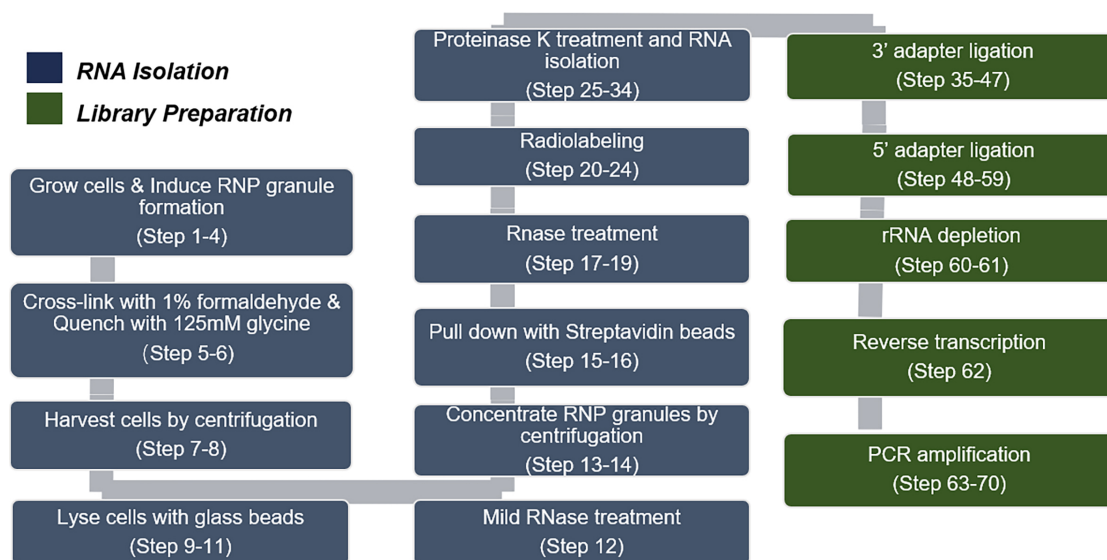 RNA Isolation
Library Preparation
Grow cells & Induce RNP granule
formation
(Step 1-4)
Cross-link with 1% formaldehyde &
Quench with 125mM glycine
(Step 5-6)
Harvest cells by centrifugation
(Step 7-8)
Lyse cells with glass beads
(Step 9-11)
Mild RNase treatment
(Step 12)
Concentrate RNP granules by
centrifugation
(Step 13-14)
Pull down with Streptavidin beads
(Step 15-16)
Rnase treatment
(Step 17-19)
Radiolabeling
(Step 20-24)
Proteinase K treatment and RNA
isolation
(Step 25-34)
3’ adapter ligation
(Step 35-47)
5’ adapter ligation
(Step 48-59)
rRNA depletion
(Step 60-61)
Reverse transcription
(Step 62)
PCR amplification
(Step 63-70)